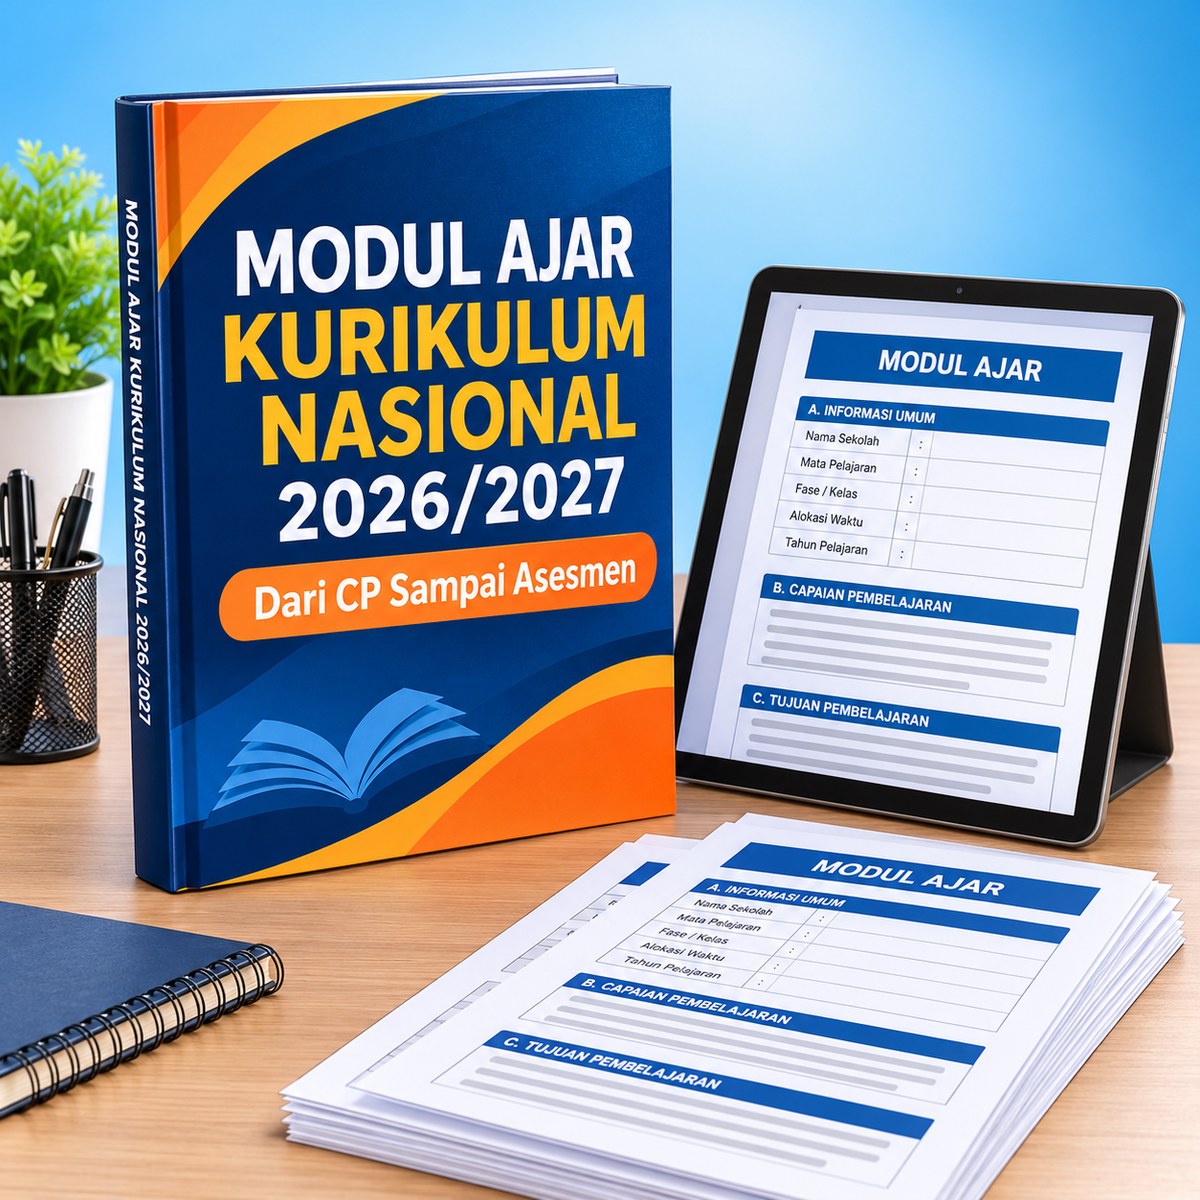 MODUL AJAR KURIKULUM NASIONAL 2026/2027
MODUL AJAR
KURIKULUM
NASIONAL
2026/2027
Dari CP Sampai Asesmen
MODUL AJAR
A. INFORMASI UMUM
Nama Sekolah :
Mata Pelajaran :
Fase / Kelas :
Alokasi Waktu :
Tahun Pelajaran :
B. CAPAIAN PEMBELAJARAN
C. TUJUAN PEMBELAJARAN
MODUL AJAR
A. INFORMASI UMUM
Nama Sekolah :
Mata Pelajaran :
Fase / Kelas :
Alokasi Waktu :
Tahun Pelajaran :
B. CAPAIAN PEMBELAJARAN
C. TUJUAN PEMBELAJARAN